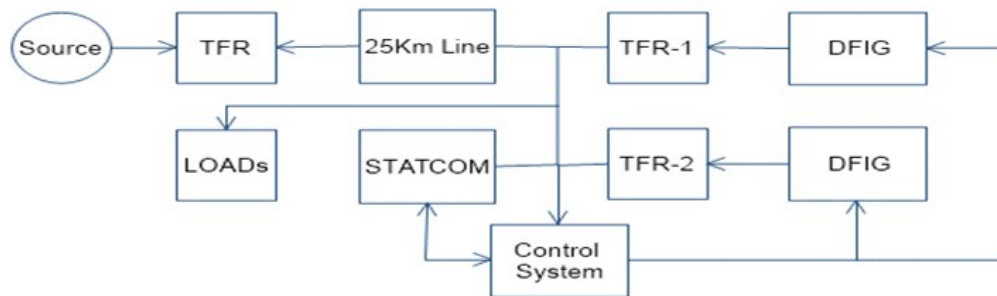 Source
TFR
25Km Line
TFR-1
DFIG
LOADs
STATCOM
TFR-2
DFIG
Control
System